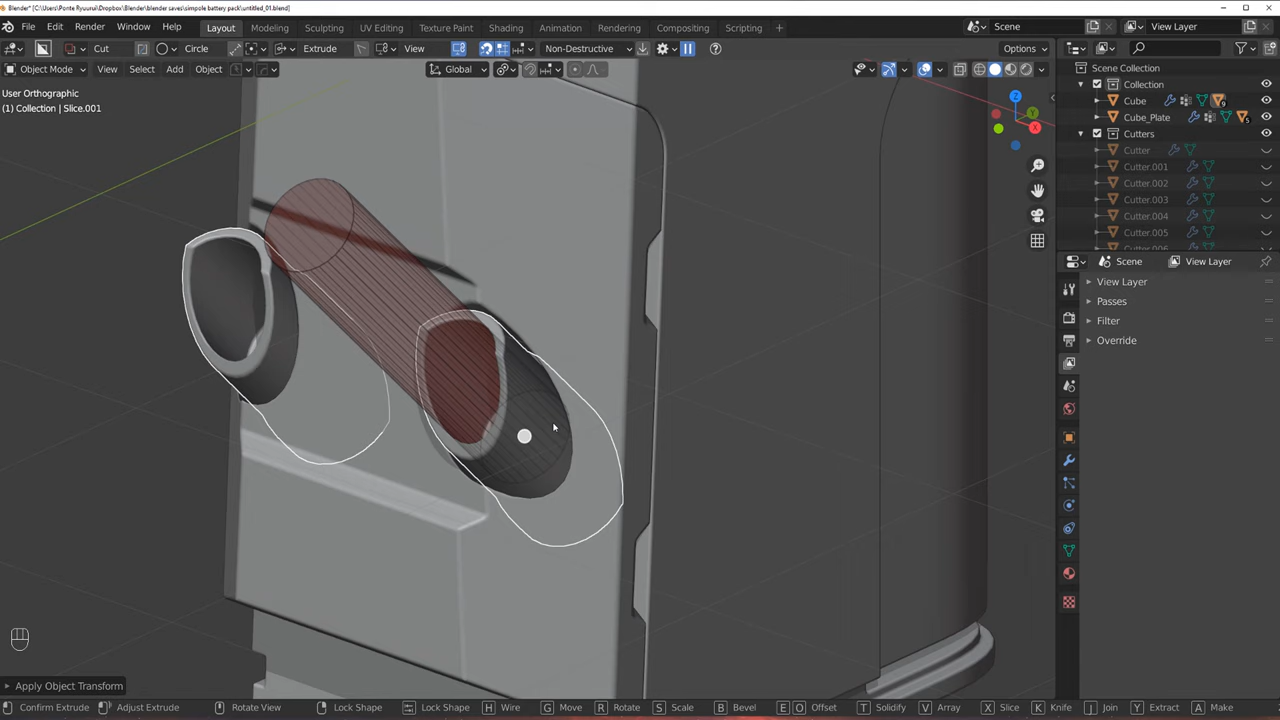 Blender* [C:\Users\Ponte Ryuurui\Dropbox\Blender\blender saves\simpole battery pack\untitled_01.blend]
File Edit Render Window Help Layout Modeling Sculpting UV Editing Texture Paint Shading Animation Rendering Compositing Scripting + Scene View Layer
Cut Circle Extrude View Non-Destructive Options
Object Mode View Select Add Object Global
User Orthographic
(1) Collection | Slice.001
Z
Y
X
Scene Collection
Collection
Cube 9
Cube_Plate 5
Cutters
Cutter
Cutter.001
Cutter.002
Cutter.003
Cutter.004
Cutter.005
Cutter.006
Scene View Layer
View Layer
Passes
Filter
Override
Apply Object Transform
Confirm Extrude Adjust Extrude Rotate View Lock Shape Lock Shape H Wire G Move R Rotate S Scale B Bevel E O Offset T Solidify V Array X Slice K Knife J Join Y Extract A Make